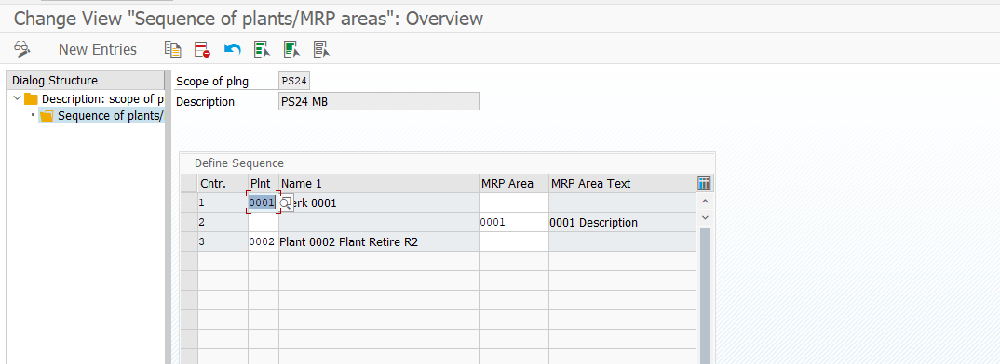 Change View "Sequence of plants/MRP areas": Overview
New Entries
Dialog Structure
Description: scope of p
Sequence of plants/
Scope of plng PS24
Description PS24 MB
Define Sequence
Cntr. Plnt Name 1 MRP Area MRP Area Text
1 0001 erk 0001
2 0001 0001 Description
3 0002 Plant 0002 Plant Retire R2